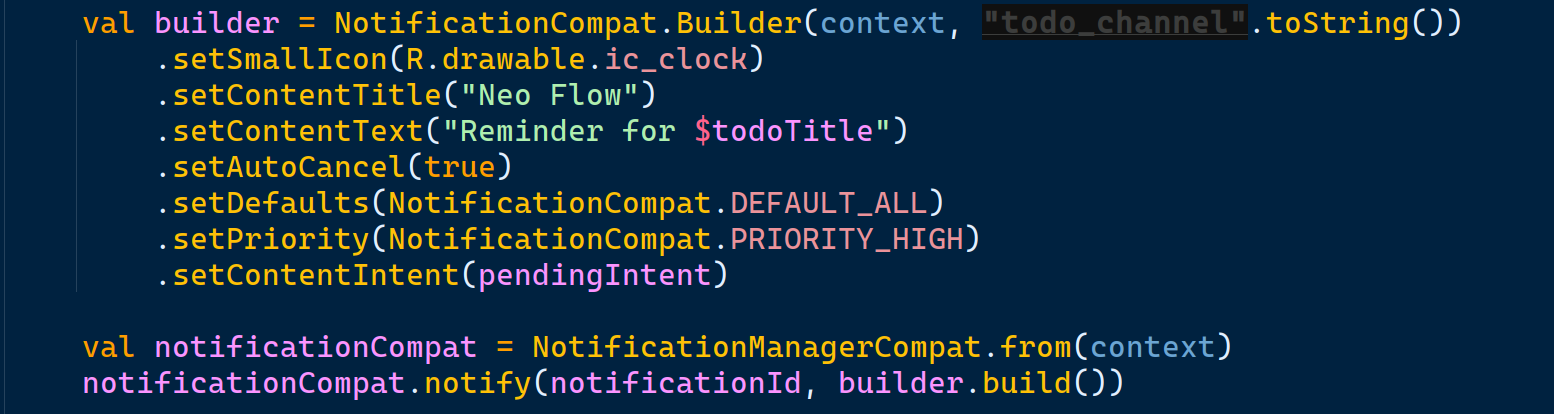 val builder = NotificationCompat.Builder(context, "todo_channel".toString())
.setSmallIcon(R.drawable.ic_clock)
.setContentTitle("Neo Flow")
.setContentText("Reminder for $todoTitle")
.setAutoCancel(true)
.setDefaults(NotificationCompat.DEFAULT_ALL)
.setPriority(NotificationCompat.PRIORITY_HIGH)
.setContentIntent(pendingIntent)
val notificationCompat = NotificationManagerCompat.from(context)
notificationCompat.notify(notificationId, builder.build())